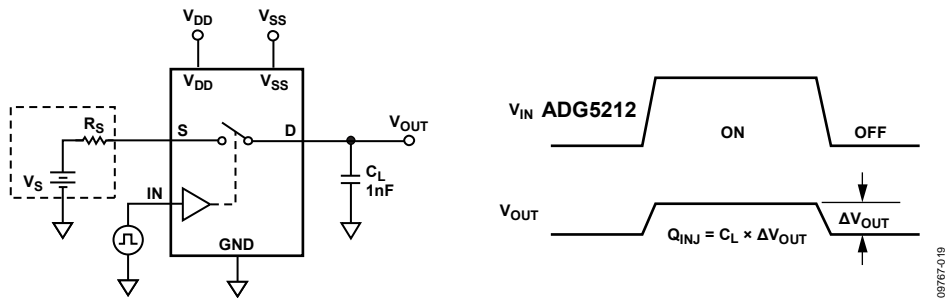 VDD
VSS
VDD
VSS
RS
S
D
VOUT
VS
IN
CL
1nF
GND
VIN ADG5212
ON
OFF
VOUT
QINJ = CL × ΔVOUT
ΔVOUT
09767-019